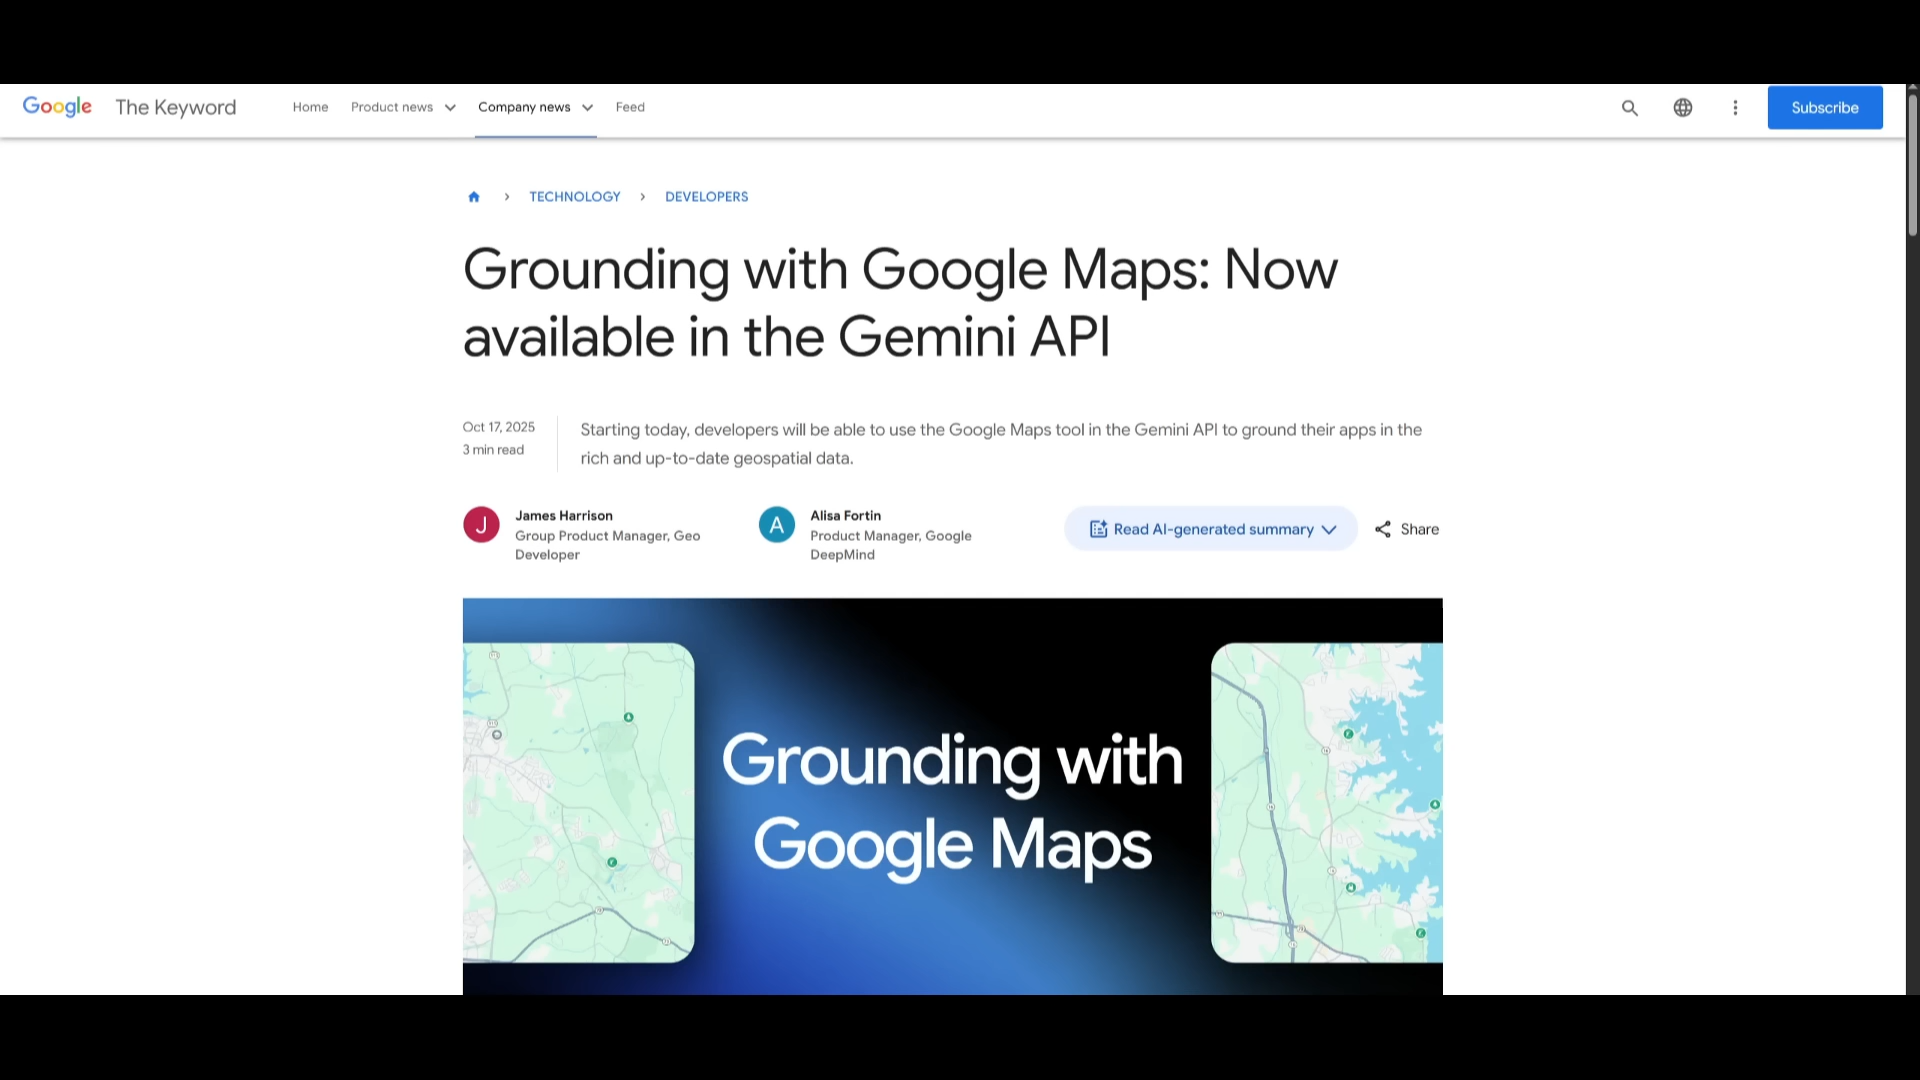 Google The Keyword Home Product news Company news Feed Subscribe
TECHNOLOGY DEVELOPERS
Grounding with Google Maps: Now
available in the Gemini API
Oct 17, 2025
3 min read
Starting today, developers will be able to use the Google Maps tool in the Gemini API to ground their apps in the
rich and up-to-date geospatial data.
J
James Harrison
Group Product Manager, Geo
Developer
A
Alisa Fortin
Product Manager, Google
DeepMind
Read AI-generated summary
Share
Grounding with
Google Maps